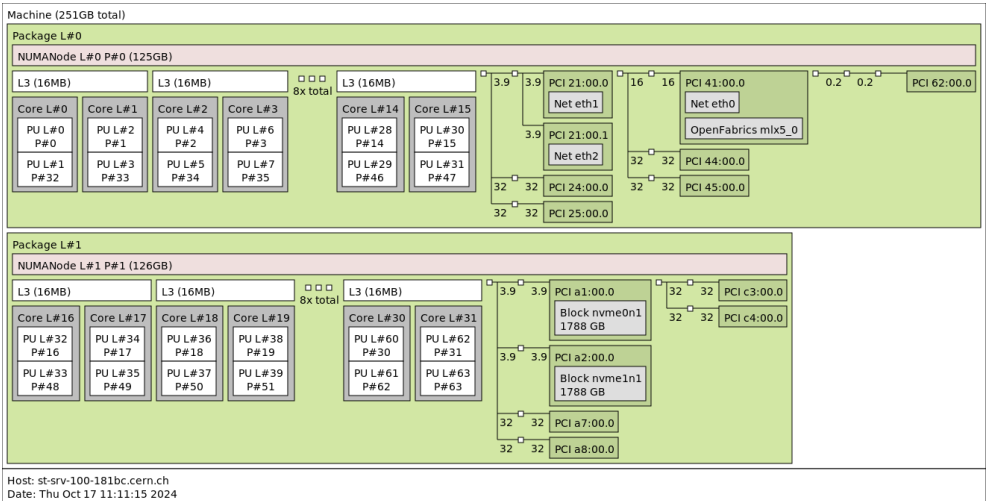 Machine (251GB total)
Package L#0
NUMANode L#0 P#0 (125GB)
L3 (16MB)
L3 (16MB)
8x total
L3 (16MB)
Core L#0
PU L#0
P#0
PU L#1
P#32
Core L#1
PU L#2
P#1
PU L#3
P#33
Core L#2
PU L#4
P#2
PU L#5
P#34
Core L#3
PU L#6
P#3
PU L#7
P#35
Core L#14
PU L#28
P#14
PU L#29
P#46
Core L#15
PU L#30
P#15
PU L#31
P#47
3.9 3.9 PCI 21:00.0
Net eth1
3.9 PCI 21:00.1
Net eth2
32 32 PCI 24:00.0
32 32 PCI 25:00.0
16 16 PCI 41:00.0
Net eth0
OpenFabrics mlx5_0
32 32 PCI 44:00.0
32 32 PCI 45:00.0
0.2 0.2 PCI 62:00.0
Package L#1
NUMANode L#1 P#1 (126GB)
L3 (16MB)
L3 (16MB)
8x total
L3 (16MB)
Core L#16
PU L#32
P#16
PU L#33
P#48
Core L#17
PU L#34
P#17
PU L#35
P#49
Core L#18
PU L#36
P#18
PU L#37
P#50
Core L#19
PU L#38
P#19
PU L#39
P#51
Core L#30
PU L#60
P#30
PU L#61
P#62
Core L#31
PU L#62
P#31
PU L#63
P#63
3.9 3.9 PCI a1:00.0
Block nvme0n1
1788 GB
3.9 3.9 PCI a2:00.0
Block nvme1n1
1788 GB
32 32 PCI a7:00.0
32 32 PCI a8:00.0
32 32 PCI c3:00.0
32 32 PCI c4:00.0
Host: st-srv-100-181bc.cern.ch
Date: Thu Oct 17 11:11:15 2024